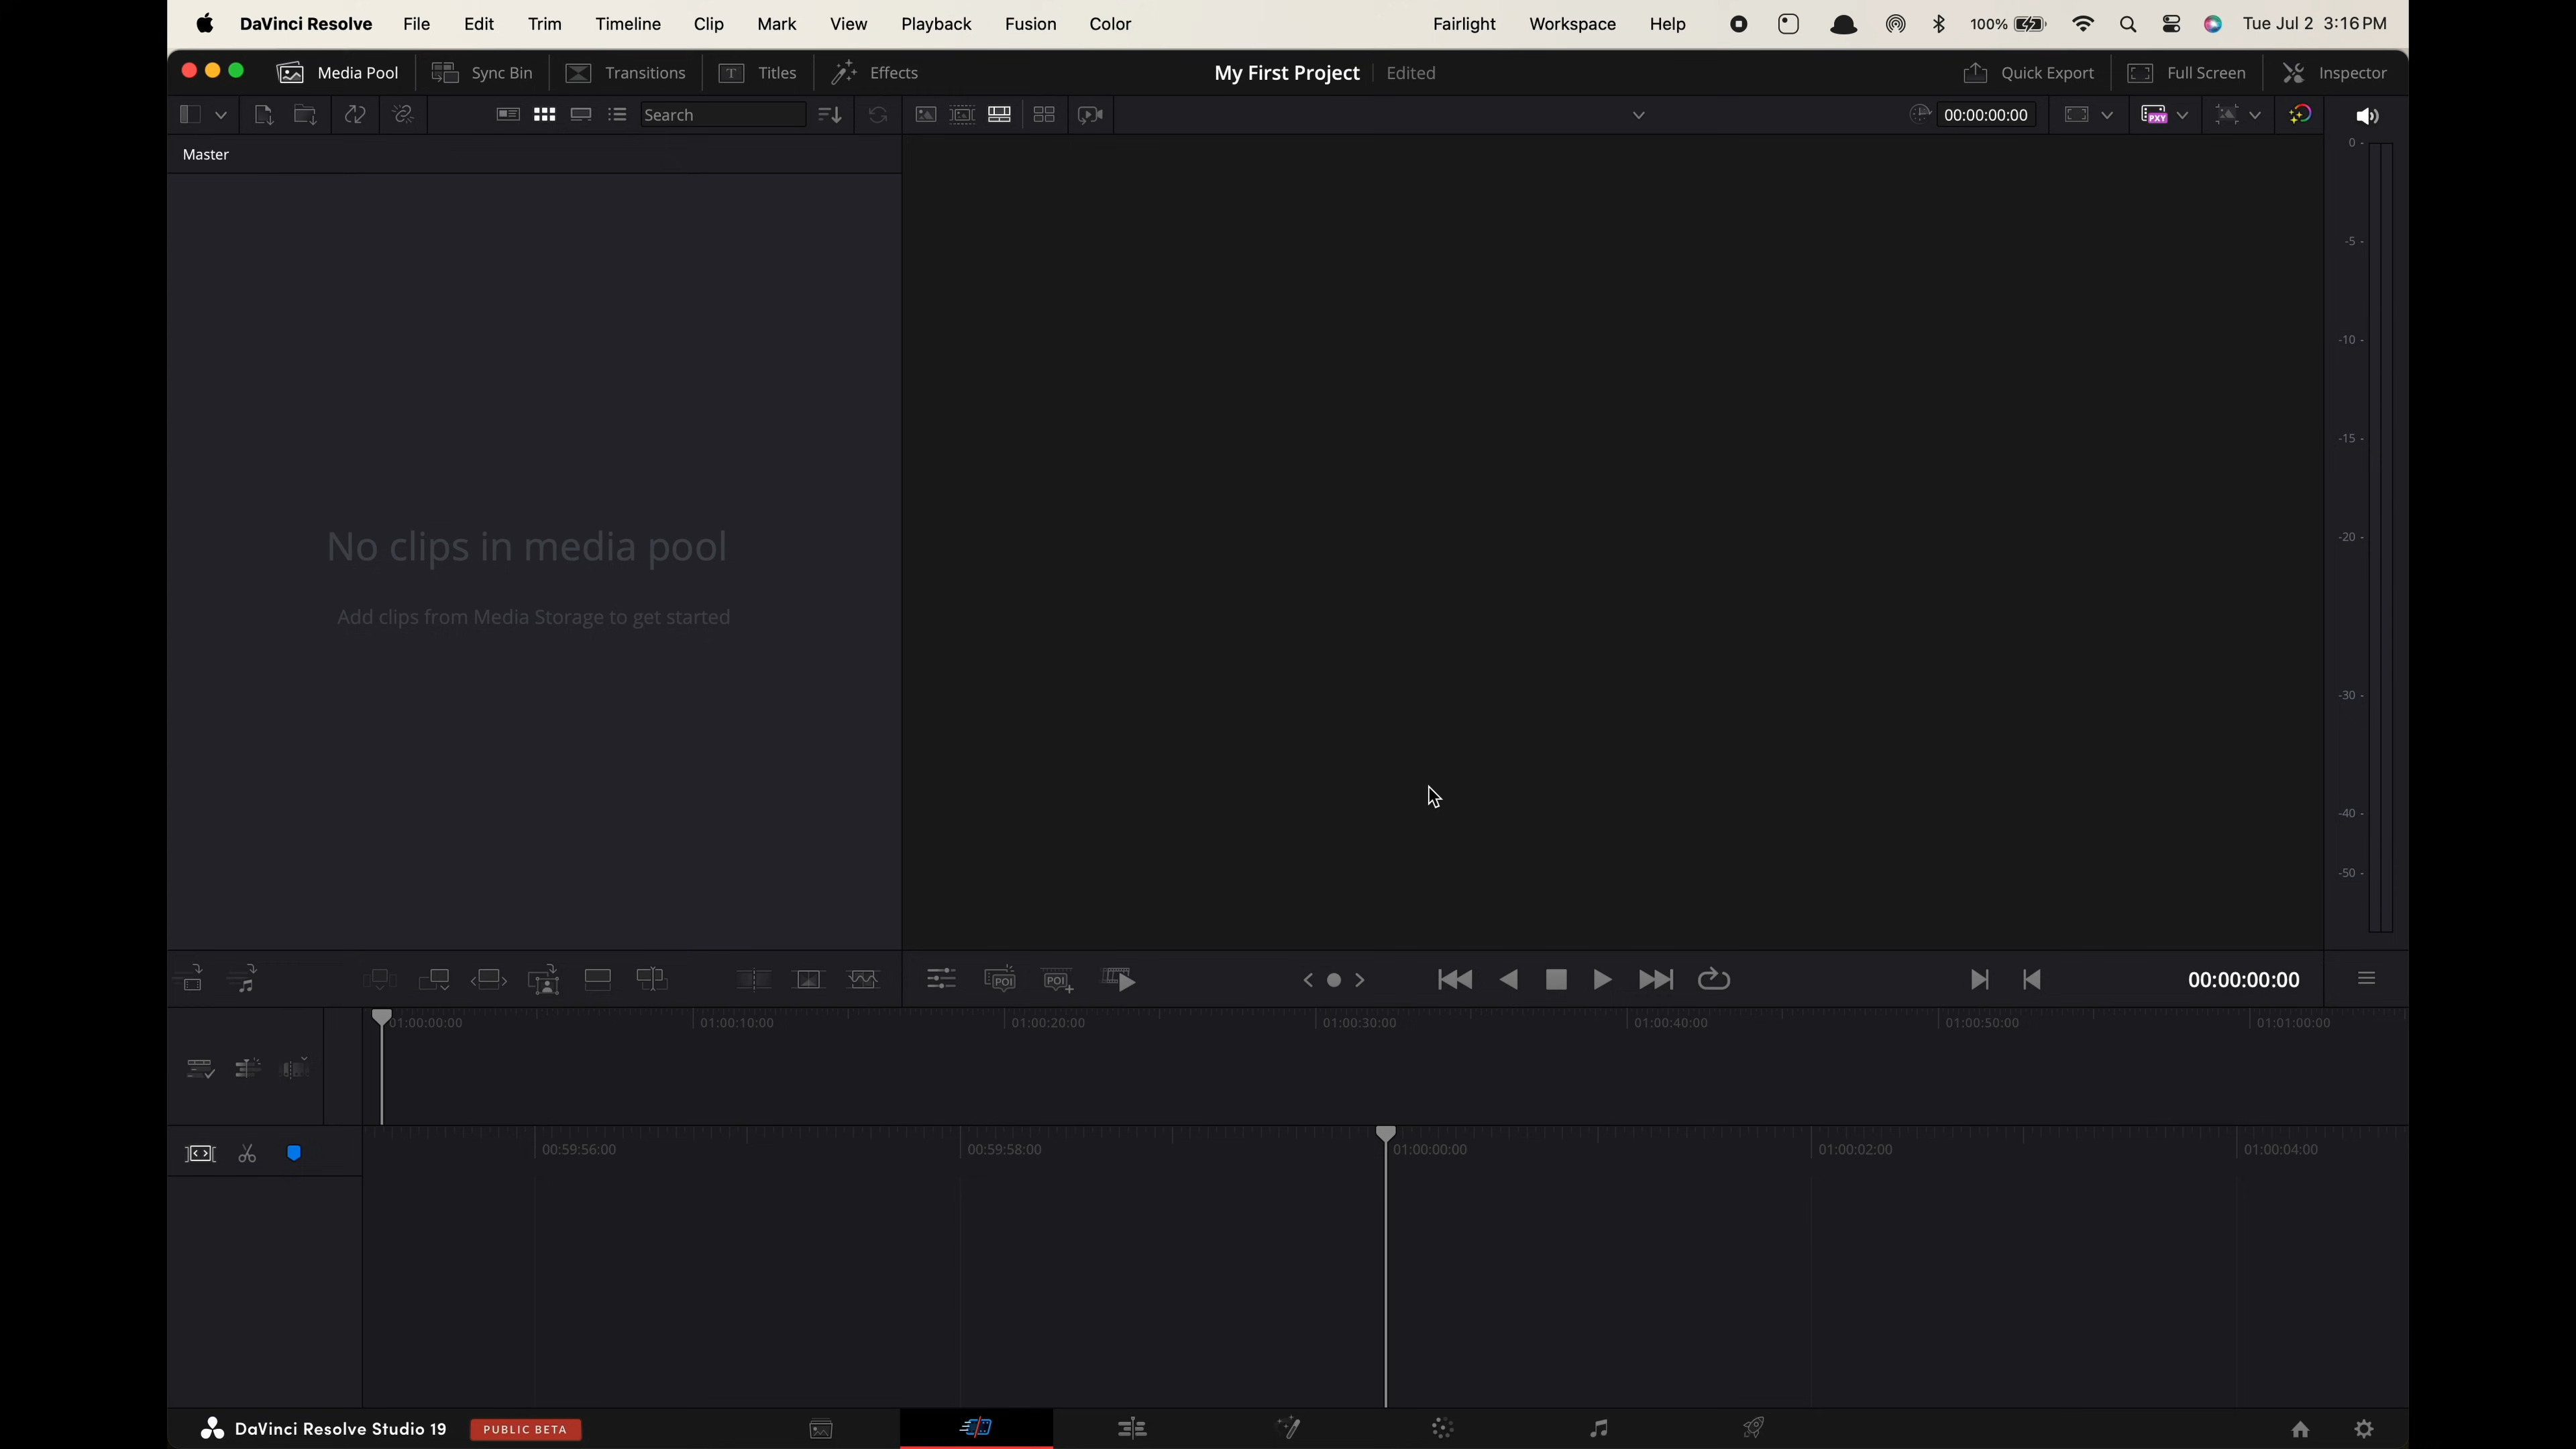 DaVinci Resolve File Edit Trim Timeline Clip Mark View Playback Fusion Color Fairlight Workspace Help 100% Tue Jul 2 3:16 PM
Media Pool Sync Bin Transitions T Titles Effects My First Project Edited Quick Export Full Screen Inspector
Search 00:00:00:00 PXY
Master
0 -
-5 -
-10 -
-15 -
-20 -
-30 -
-40 -
-50 -
No clips in media pool
Add clips from Media Storage to get started
POI POI 00:00:00:00
01:00:00:00 01:00:10:00 01:00:20:00 01:00:30:00 01:00:40:00 01:00:50:00 01:01:00:00
00:59:56:00 00:59:58:00 01:00:00:00 01:00:02:00 01:00:04:00
DaVinci Resolve Studio 19 PUBLIC BETA